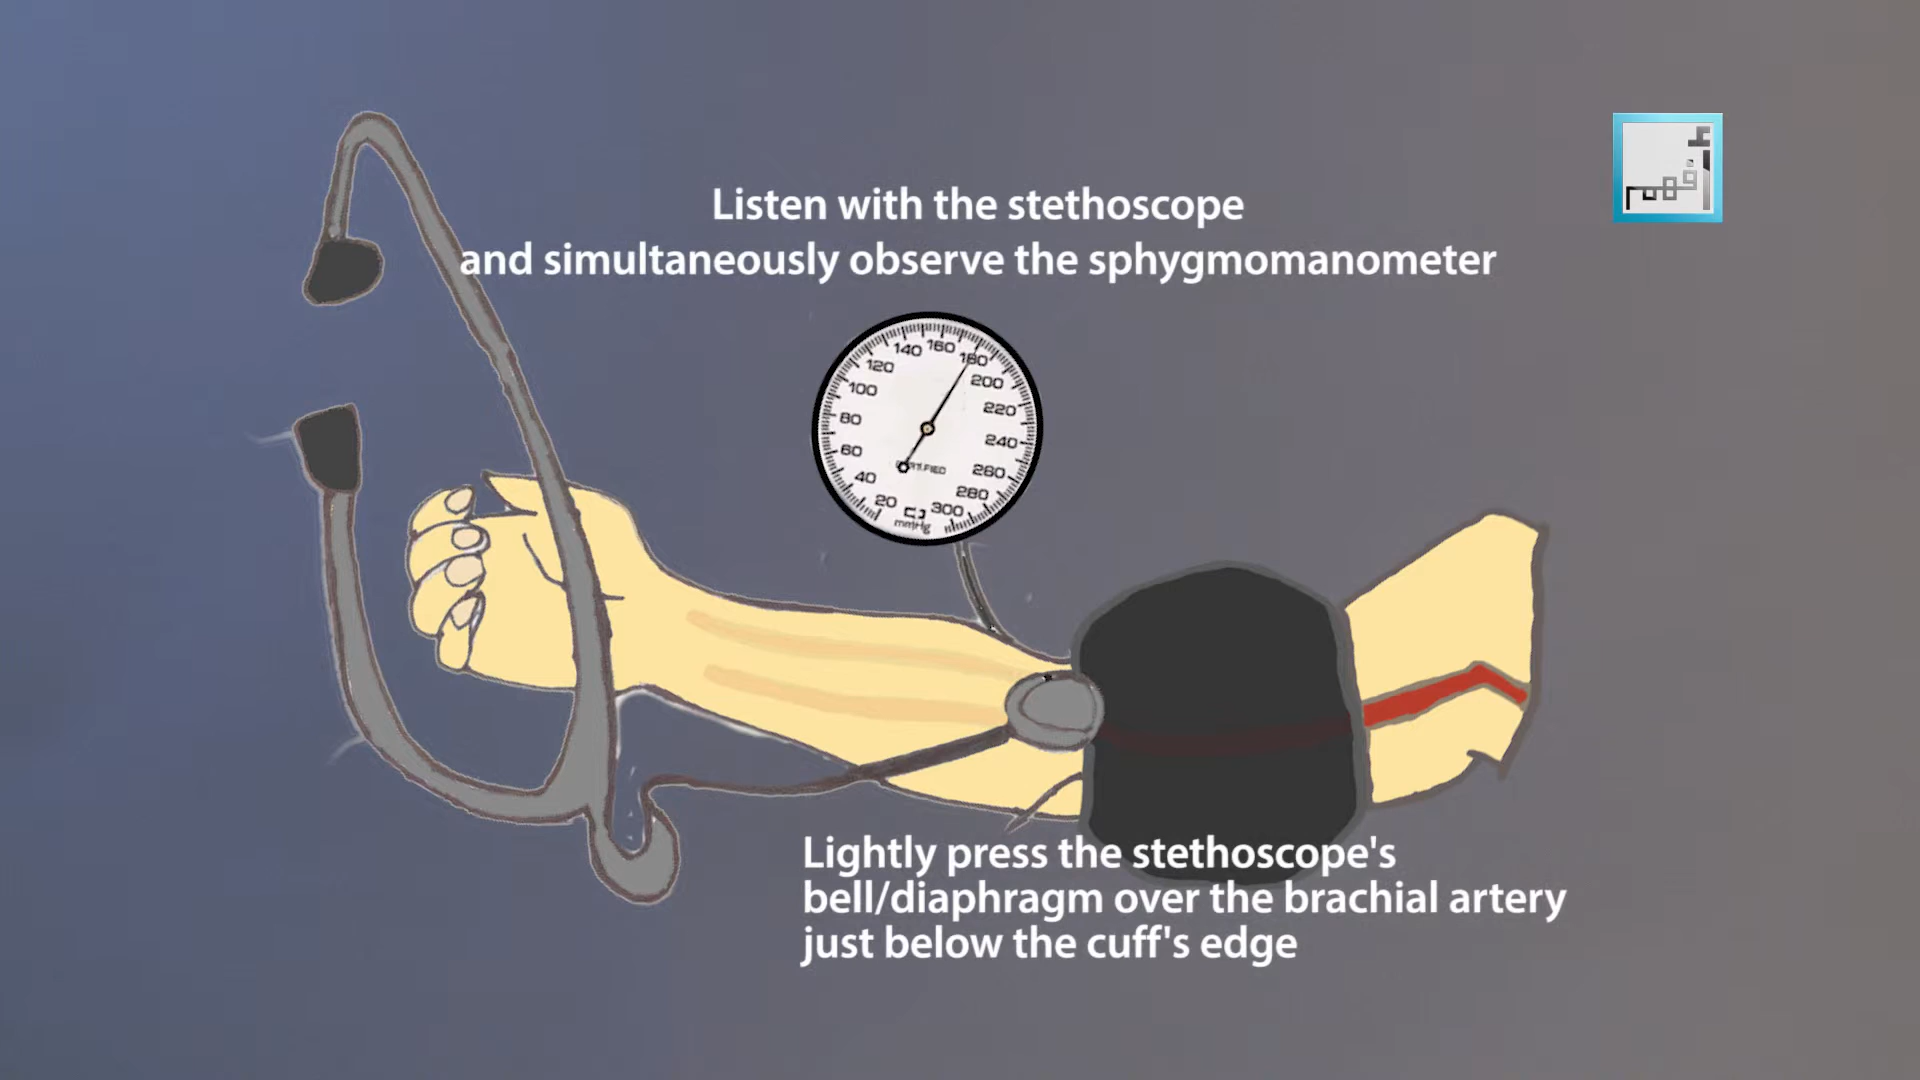 Listen with the stethoscope
and simultaneously observe the sphygmomanometer
160
140
180
120
200
100
220
80
240
60
260
40
280
20
300
mmHg
Lightly press the stethoscope's
bell/diaphragm over the brachial artery
just below the cuff's edge